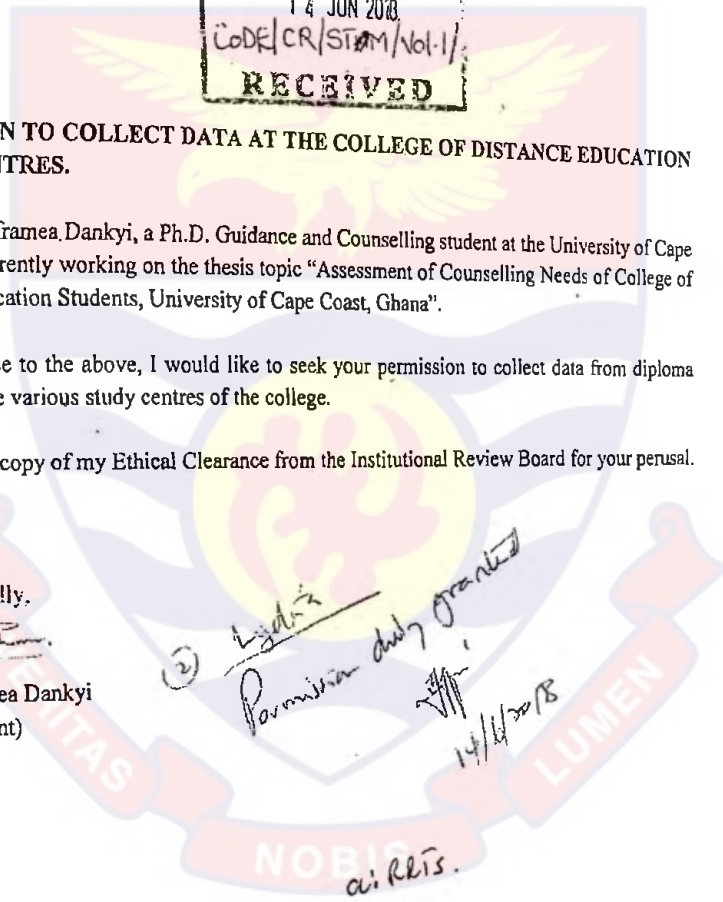 14 JUN 2018
CODE/CR/STAM/Vol.1/
RECEIVED
N TO COLLECT DATA AT THE COLLEGE OF DISTANCE EDUCATION
NTRES.
Framea Dankyi, a Ph.D. Guidance and Counselling student at the University of Cape
rently working on the thesis topic “Assessment of Counselling Needs of College of
cation Students, University of Cape Coast, Ghana”.
e to the above, I would like to seek your permission to collect data from diploma
e various study centres of the college.
copy of my Ethical Clearance from the Institutional Review Board for your perusal.
lly,
ea Dankyi
nt)
(2) Lydia
Permission duly granted
14/6/2018
VERITAS
NOBIS
LUMEN